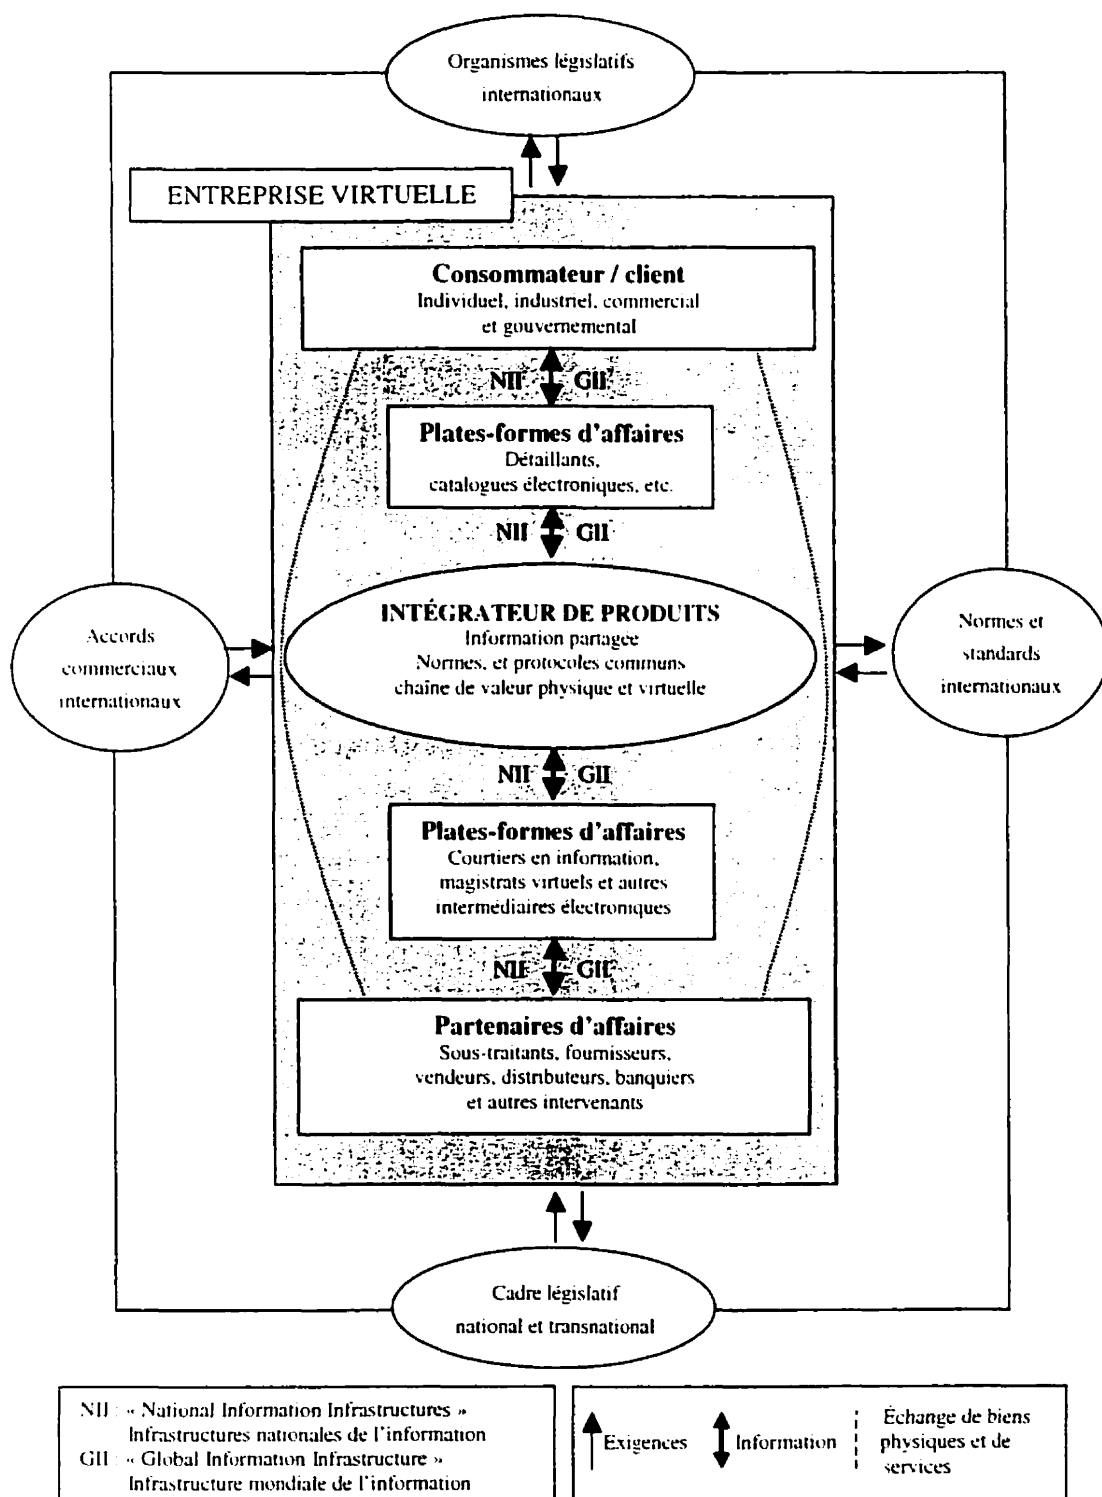 Organismes législatifs
internationaux
ENTREPRISE VIRTUELLE
Consommateur / client
Individuel, industriel, commercial
et gouvernemental
NII GII
Plates-formes d'affaires
Détaillants,
catalogues électroniques, etc.
NII GII
Accords
commerciaux
internationaux
INTÉGRATEUR DE PRODUITS
Information partagée
Normes, et protocoles communs
chaîne de valeur physique et virtuelle
Normes et
standards
internationaux
NII GII
Plates-formes d'affaires
Courtiers en information,
magistrats virtuels et autres
intermédiaires électroniques
NII GII
Partenaires d'affaires
Sous-traitants, fournisseurs,
vendeurs, distributeurs, banquiers
et autres intervenants
Cadre législatif
national et transnational
NII : « National Information Infrastructures »
Infrastructures nationales de l'information
GII : « Global Information Infrastructure »
Infrastructure mondiale de l'information
Exigences
Information
Échange de biens
physiques et de
services